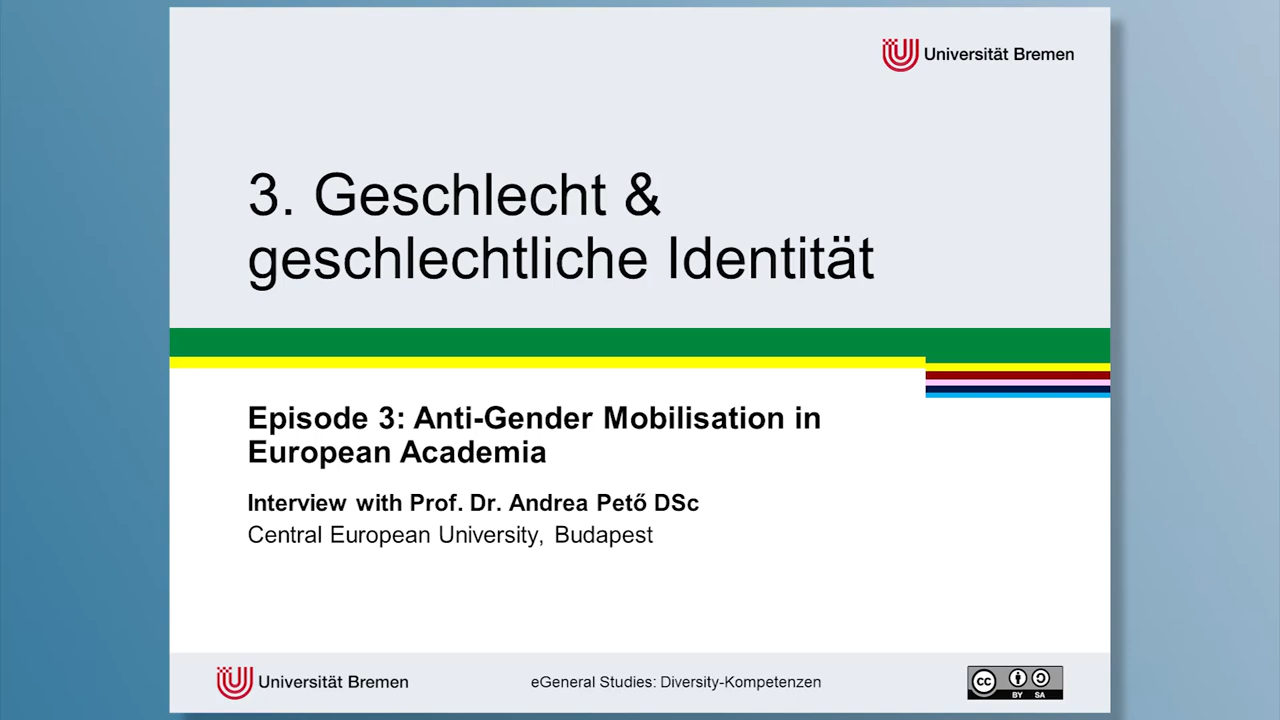 Universität Bremen
3. Geschlecht &
geschlechtliche Identität
Episode 3: Anti-Gender Mobilisation in
European Academia
Interview with Prof. Dr. Andrea Pető DSc
Central European University, Budapest
Universität Bremen
eGeneral Studies: Diversity-Kompetenzen
cc BY SA